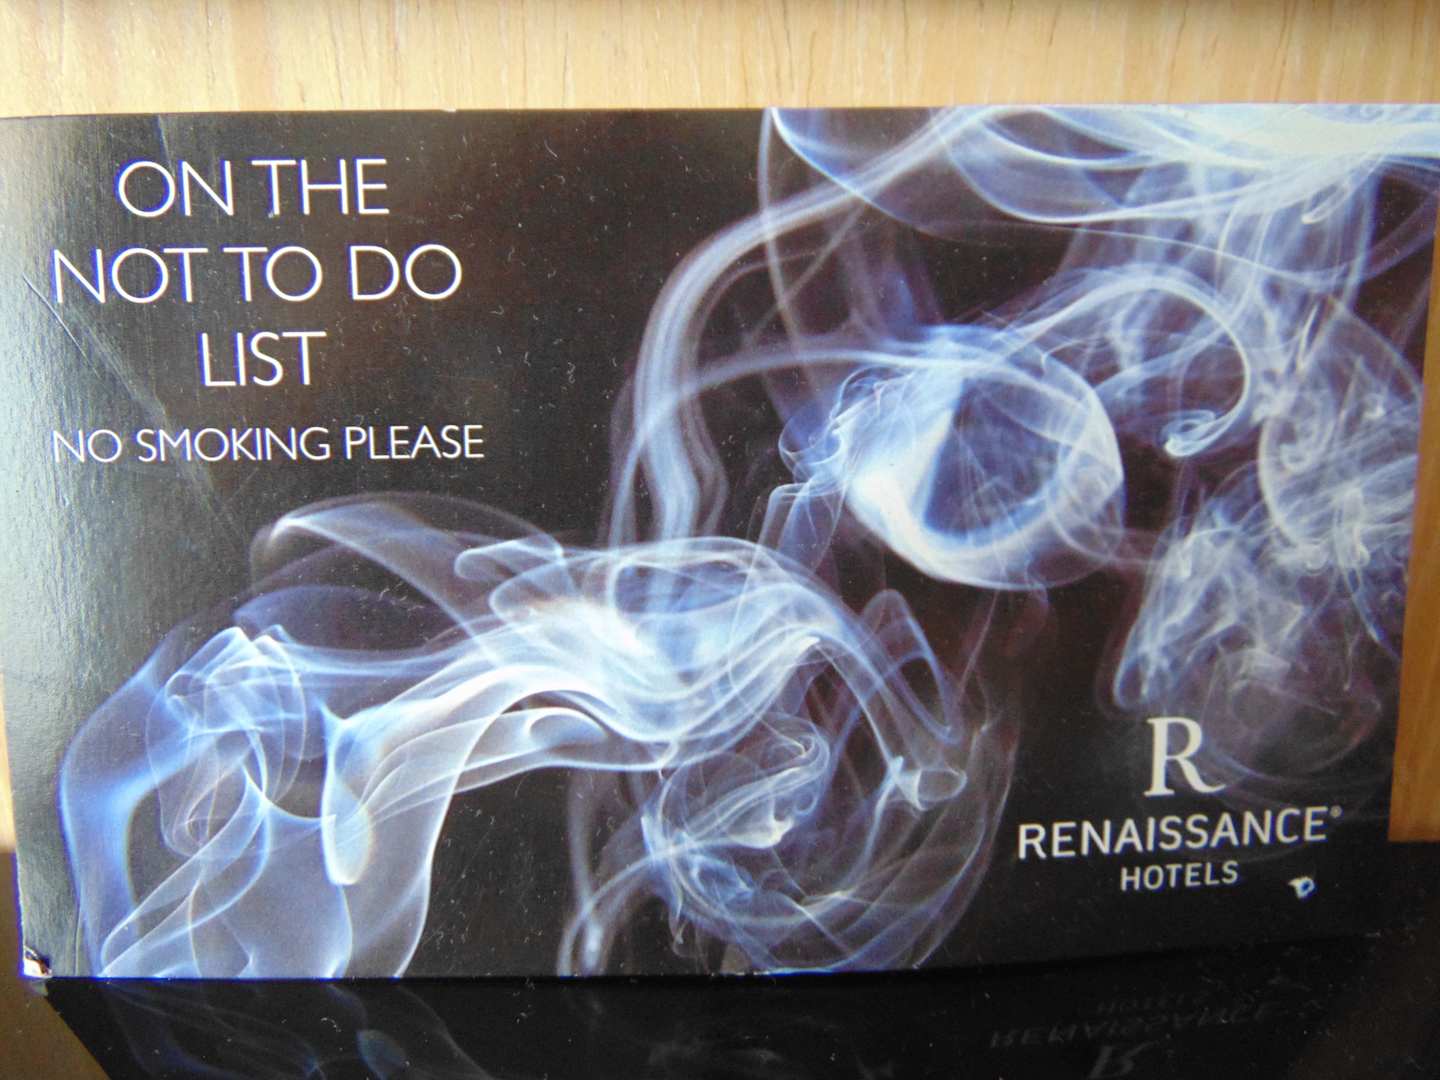 ON THE
NOT TO DO
LIST
NO SMOKING PLEASE
R
RENAISSANCE®
HOTELS